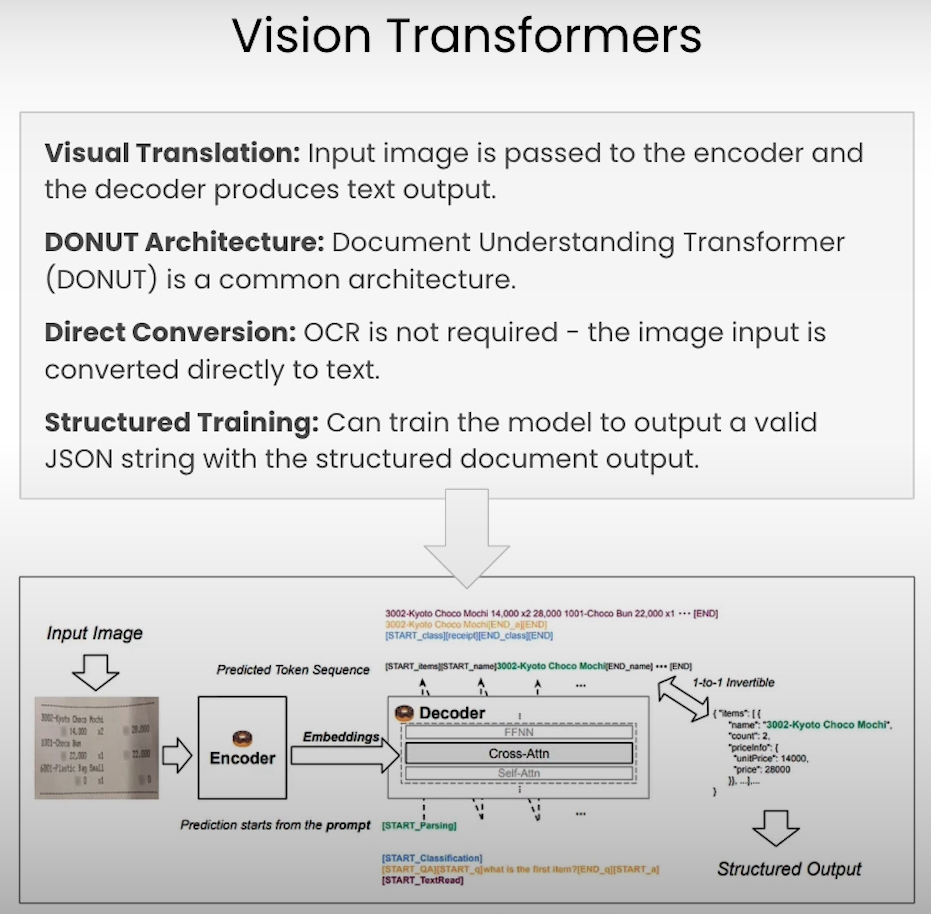 Vision Transformers
Visual Translation: Input image is passed to the encoder and
the decoder produces text output.
DONUT Architecture: Document Understanding Transformer
(DONUT) is a common architecture.
Direct Conversion: OCR is not required - the image input is
converted directly to text.
Structured Training: Can train the model to output a valid
JSON string with the structured document output.
3002-Kyoto Choco Mochi 14,000 x2 28,000 1001-Choco Bun 22,000 x1 ··· [END]
3002-Kyoto Choco Mochi[END_a][END]
[START_class][receipt][END_class][END]
Input Image
Predicted Token Sequence
[START_items][START_name]3002-Kyoto Choco Mochi[END_name] ··· [END]
1-to-1 Invertible
3002-Kyoto Choco Mochi
14,000 x2 28,000
1001-Choco Bun
22,000 x1 22,000
6001-Plastic Bag Small
0 x1 0
Encoder
Embeddings
Decoder
FFNN
Cross-Attn
Self-Attn
{ "items": [ {
"name": "3002-Kyoto Choco Mochi",
"count": 2,
"priceInfo": {
"unitPrice": 14000,
"price": 28000
}}, ...],...
}
Prediction starts from the prompt
[START_Parsing]
[START_Classification]
[START_QA][START_q]what is the first item?[END_q][START_a]
[START_TextRead]
Structured Output